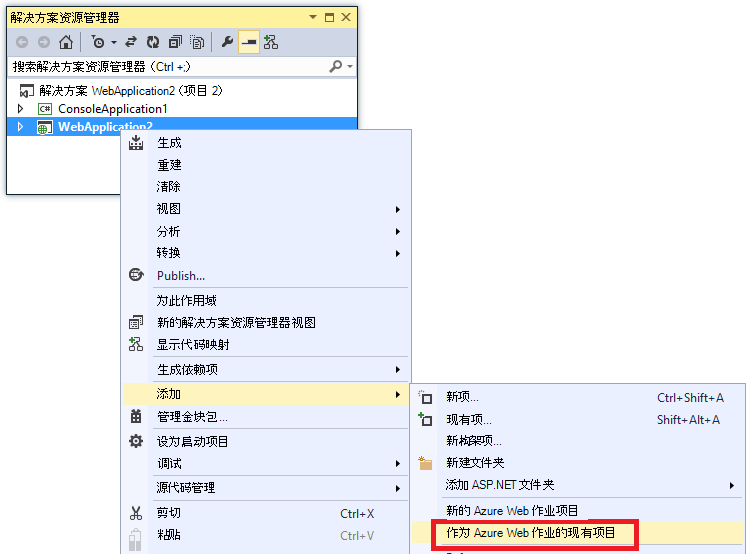 解决方案资源管理器
搜索解决方案资源管理器（Ctrl +;）
解决方案 WebApplication2 (项目 2)
ConsoleApplication1
WebApplication2
生成
重建
清除
视图
分析
转换
Publish...
为此作用域
新的解决方案资源管理器视图
显示代码映射
生成依赖项
添加
管理金块包...
设为启动项目
调试
源代码管理
剪切 Ctrl+X
粘贴 Ctrl+V
新项... Ctrl+Shift+A
现有项... Shift+Alt+A
新构架项...
新建文件夹
添加 ASP.NET 文件夹
新的 Azure Web 作业项目
作为 Azure Web 作业的现有项目